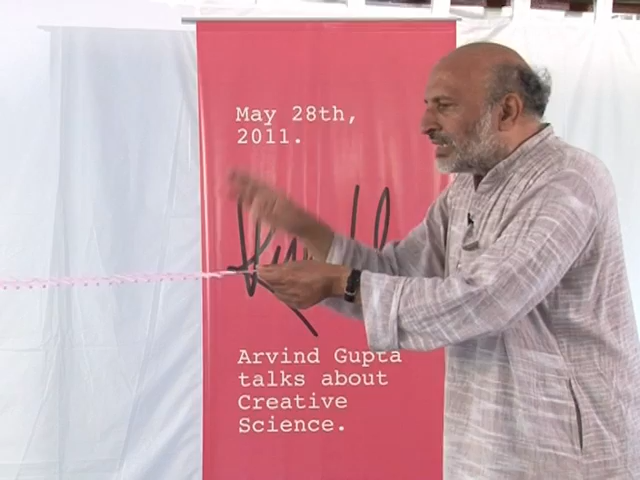 May 28th,
2011.
Arvind Gupta
talks about
Creative
Science.